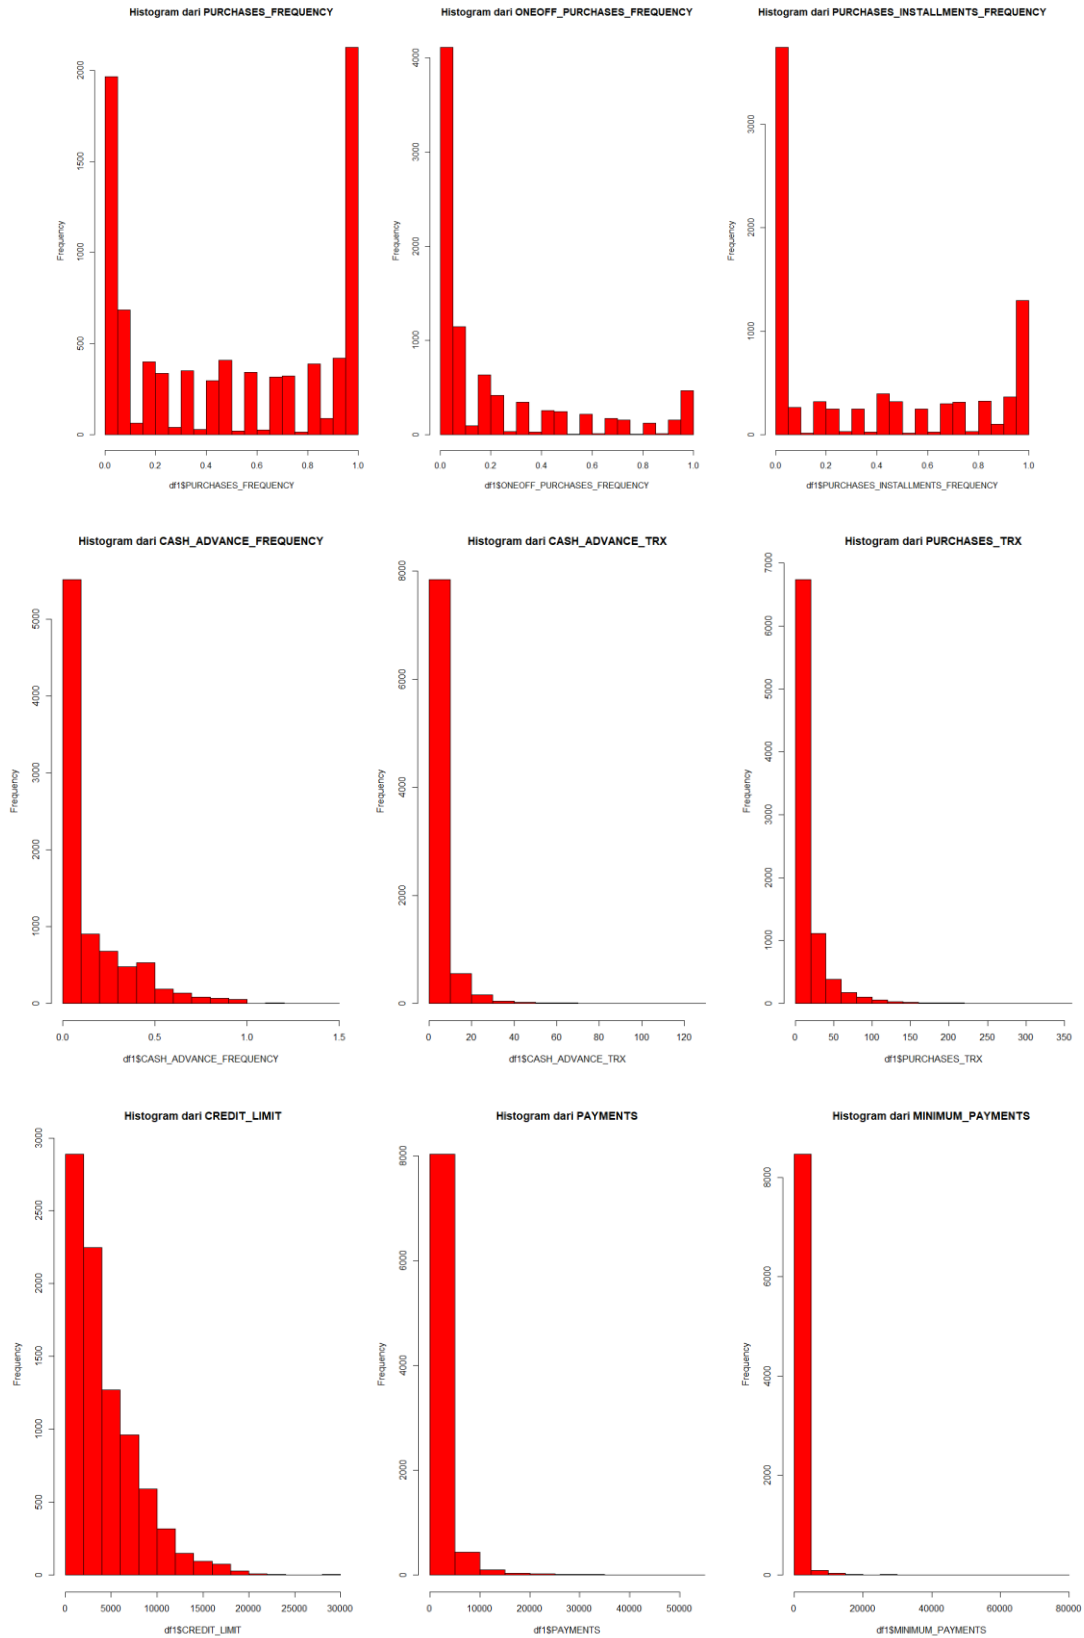 Histogram dari PURCHASES_FREQUENCY
Frequency
0
500
1000
1500
2000
0.0 0.2 0.4 0.6 0.8 1.0
df1$PURCHASES_FREQUENCY
Histogram dari ONEOFF_PURCHASES_FREQUENCY
Frequency
0
1000
2000
3000
4000
0.0 0.2 0.4 0.6 0.8 1.0
df1$ONEOFF_PURCHASES_FREQUENCY
Histogram dari PURCHASES_INSTALLMENTS_FREQUENCY
Frequency
0
1000
2000
3000
0.0 0.2 0.4 0.6 0.8 1.0
df1$PURCHASES_INSTALLMENTS_FREQUENCY
Histogram dari CASH_ADVANCE_FREQUENCY
Frequency
0
1000
2000
3000
4000
5000
0.0 0.5 1.0 1.5
df1$CASH_ADVANCE_FREQUENCY
Histogram dari CASH_ADVANCE_TRX
Frequency
0
2000
4000
6000
8000
0 20 40 60 80 100 120
df1$CASH_ADVANCE_TRX
Histogram dari PURCHASES_TRX
Frequency
0
1000
2000
3000
4000
5000
6000
7000
0 50 100 150 200 250 300 350
df1$PURCHASES_TRX
Histogram dari CREDIT_LIMIT
Frequency
0
500
1000
1500
2000
2500
3000
0 5000 10000 15000 20000 25000 30000
df1$CREDIT_LIMIT
Histogram dari PAYMENTS
Frequency
0
2000
4000
6000
8000
0 10000 20000 30000 40000 50000
df1$PAYMENTS
Histogram dari MINIMUM_PAYMENTS
Frequency
0
2000
4000
6000
8000
0 20000 40000 60000 80000
df1$MINIMUM_PAYMENTS